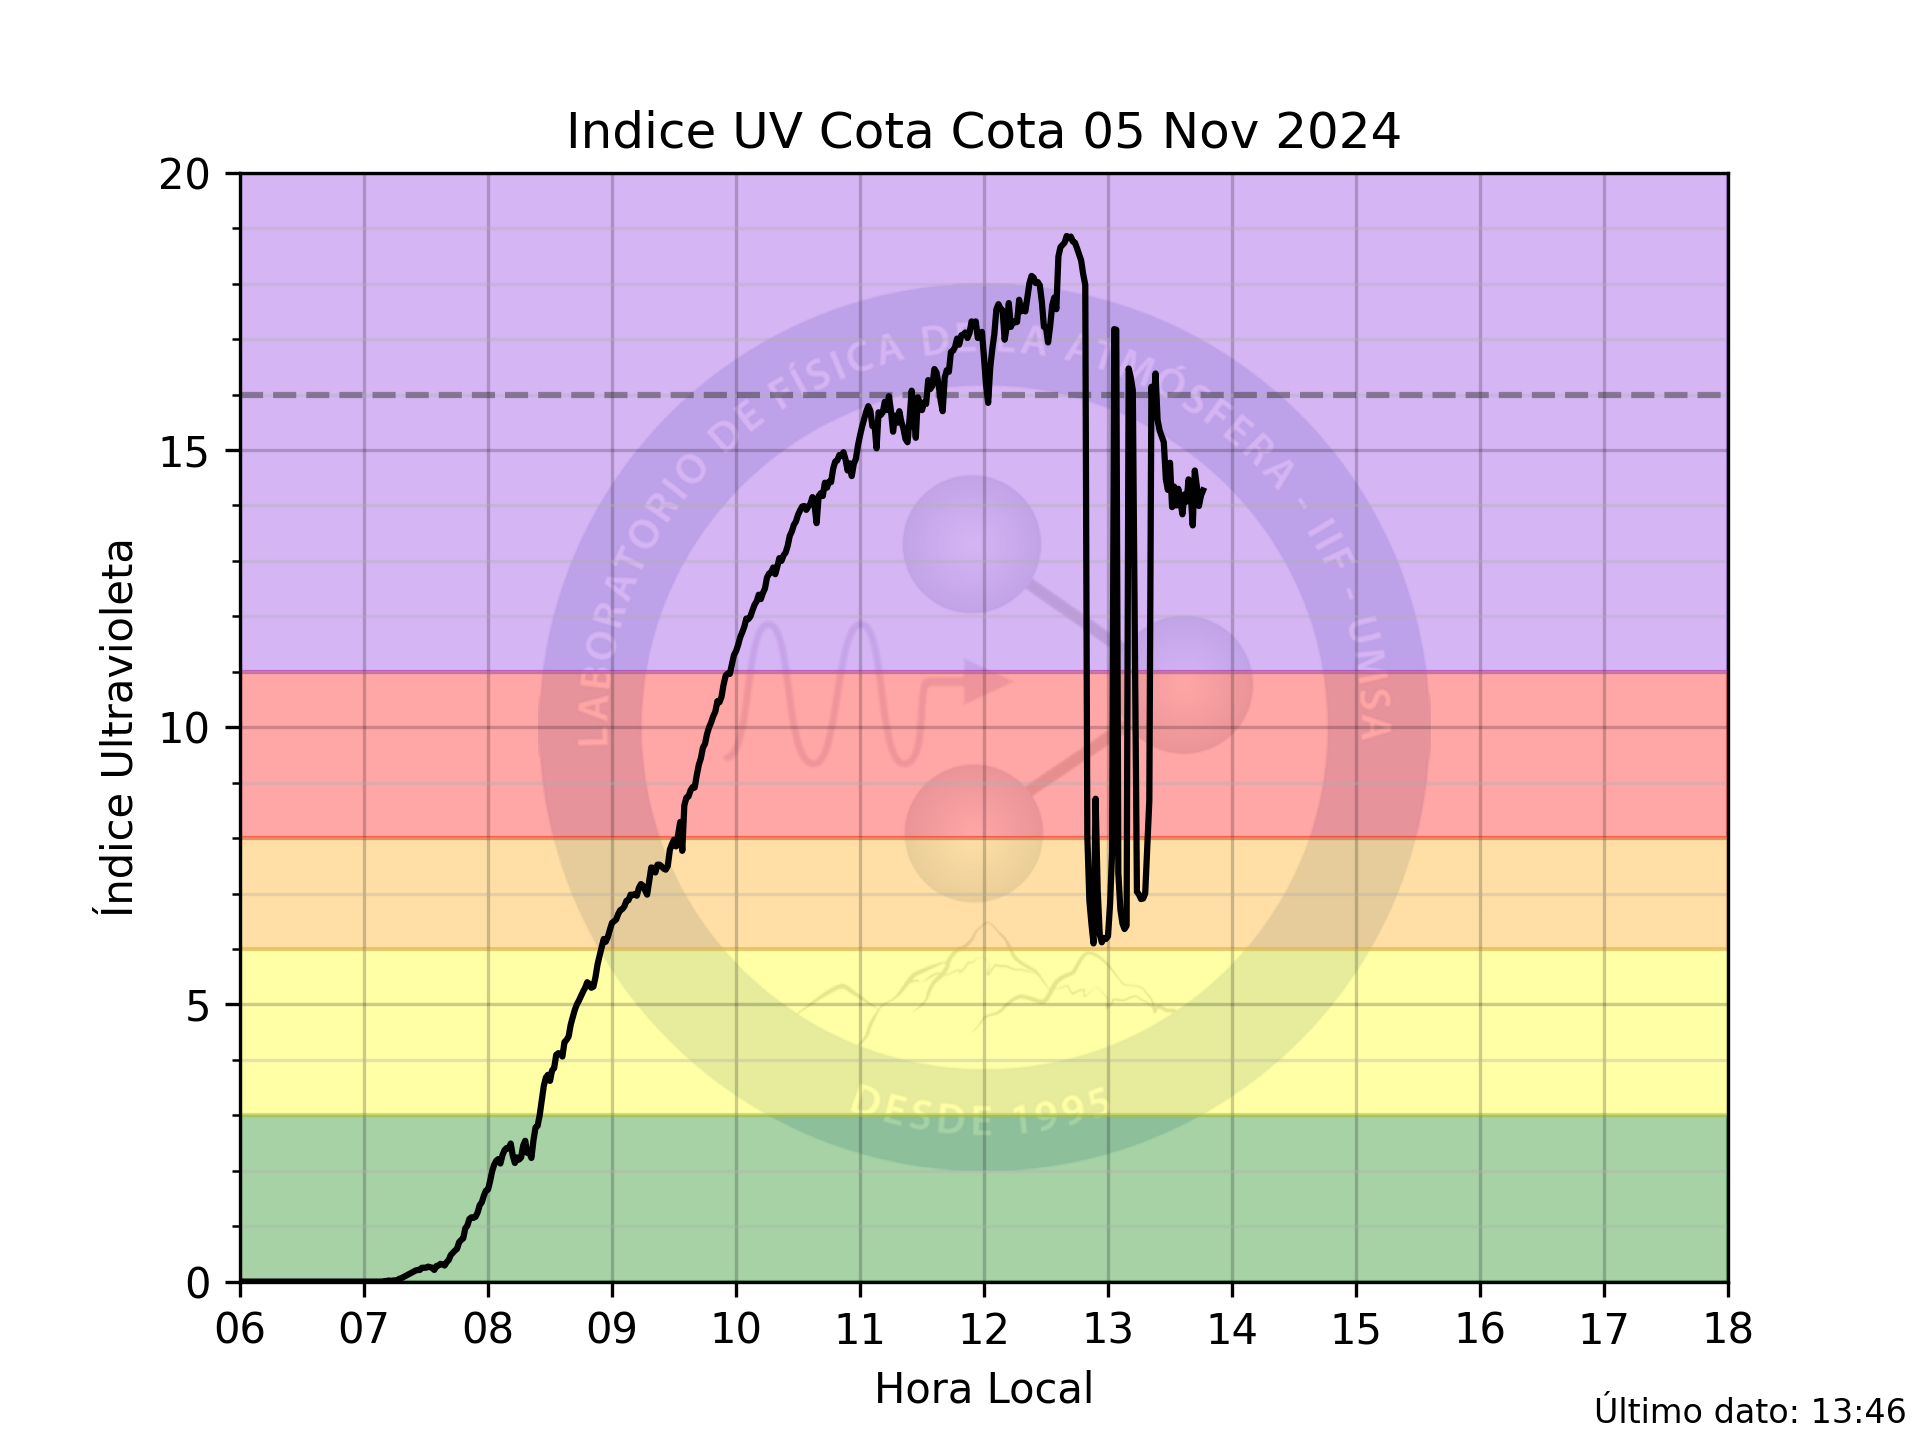 Indice UV Cota Cota 05 Nov 2024
20
15
10
5
0
Índice Ultravioleta
LABORATORIO DE FÍSICA DE LA ATMÓSFERA - IIF - UMSA
DESDE 1995
06 07 08 09 10 11 12 13 14 15 16 17 18
Hora Local
Último dato: 13:46